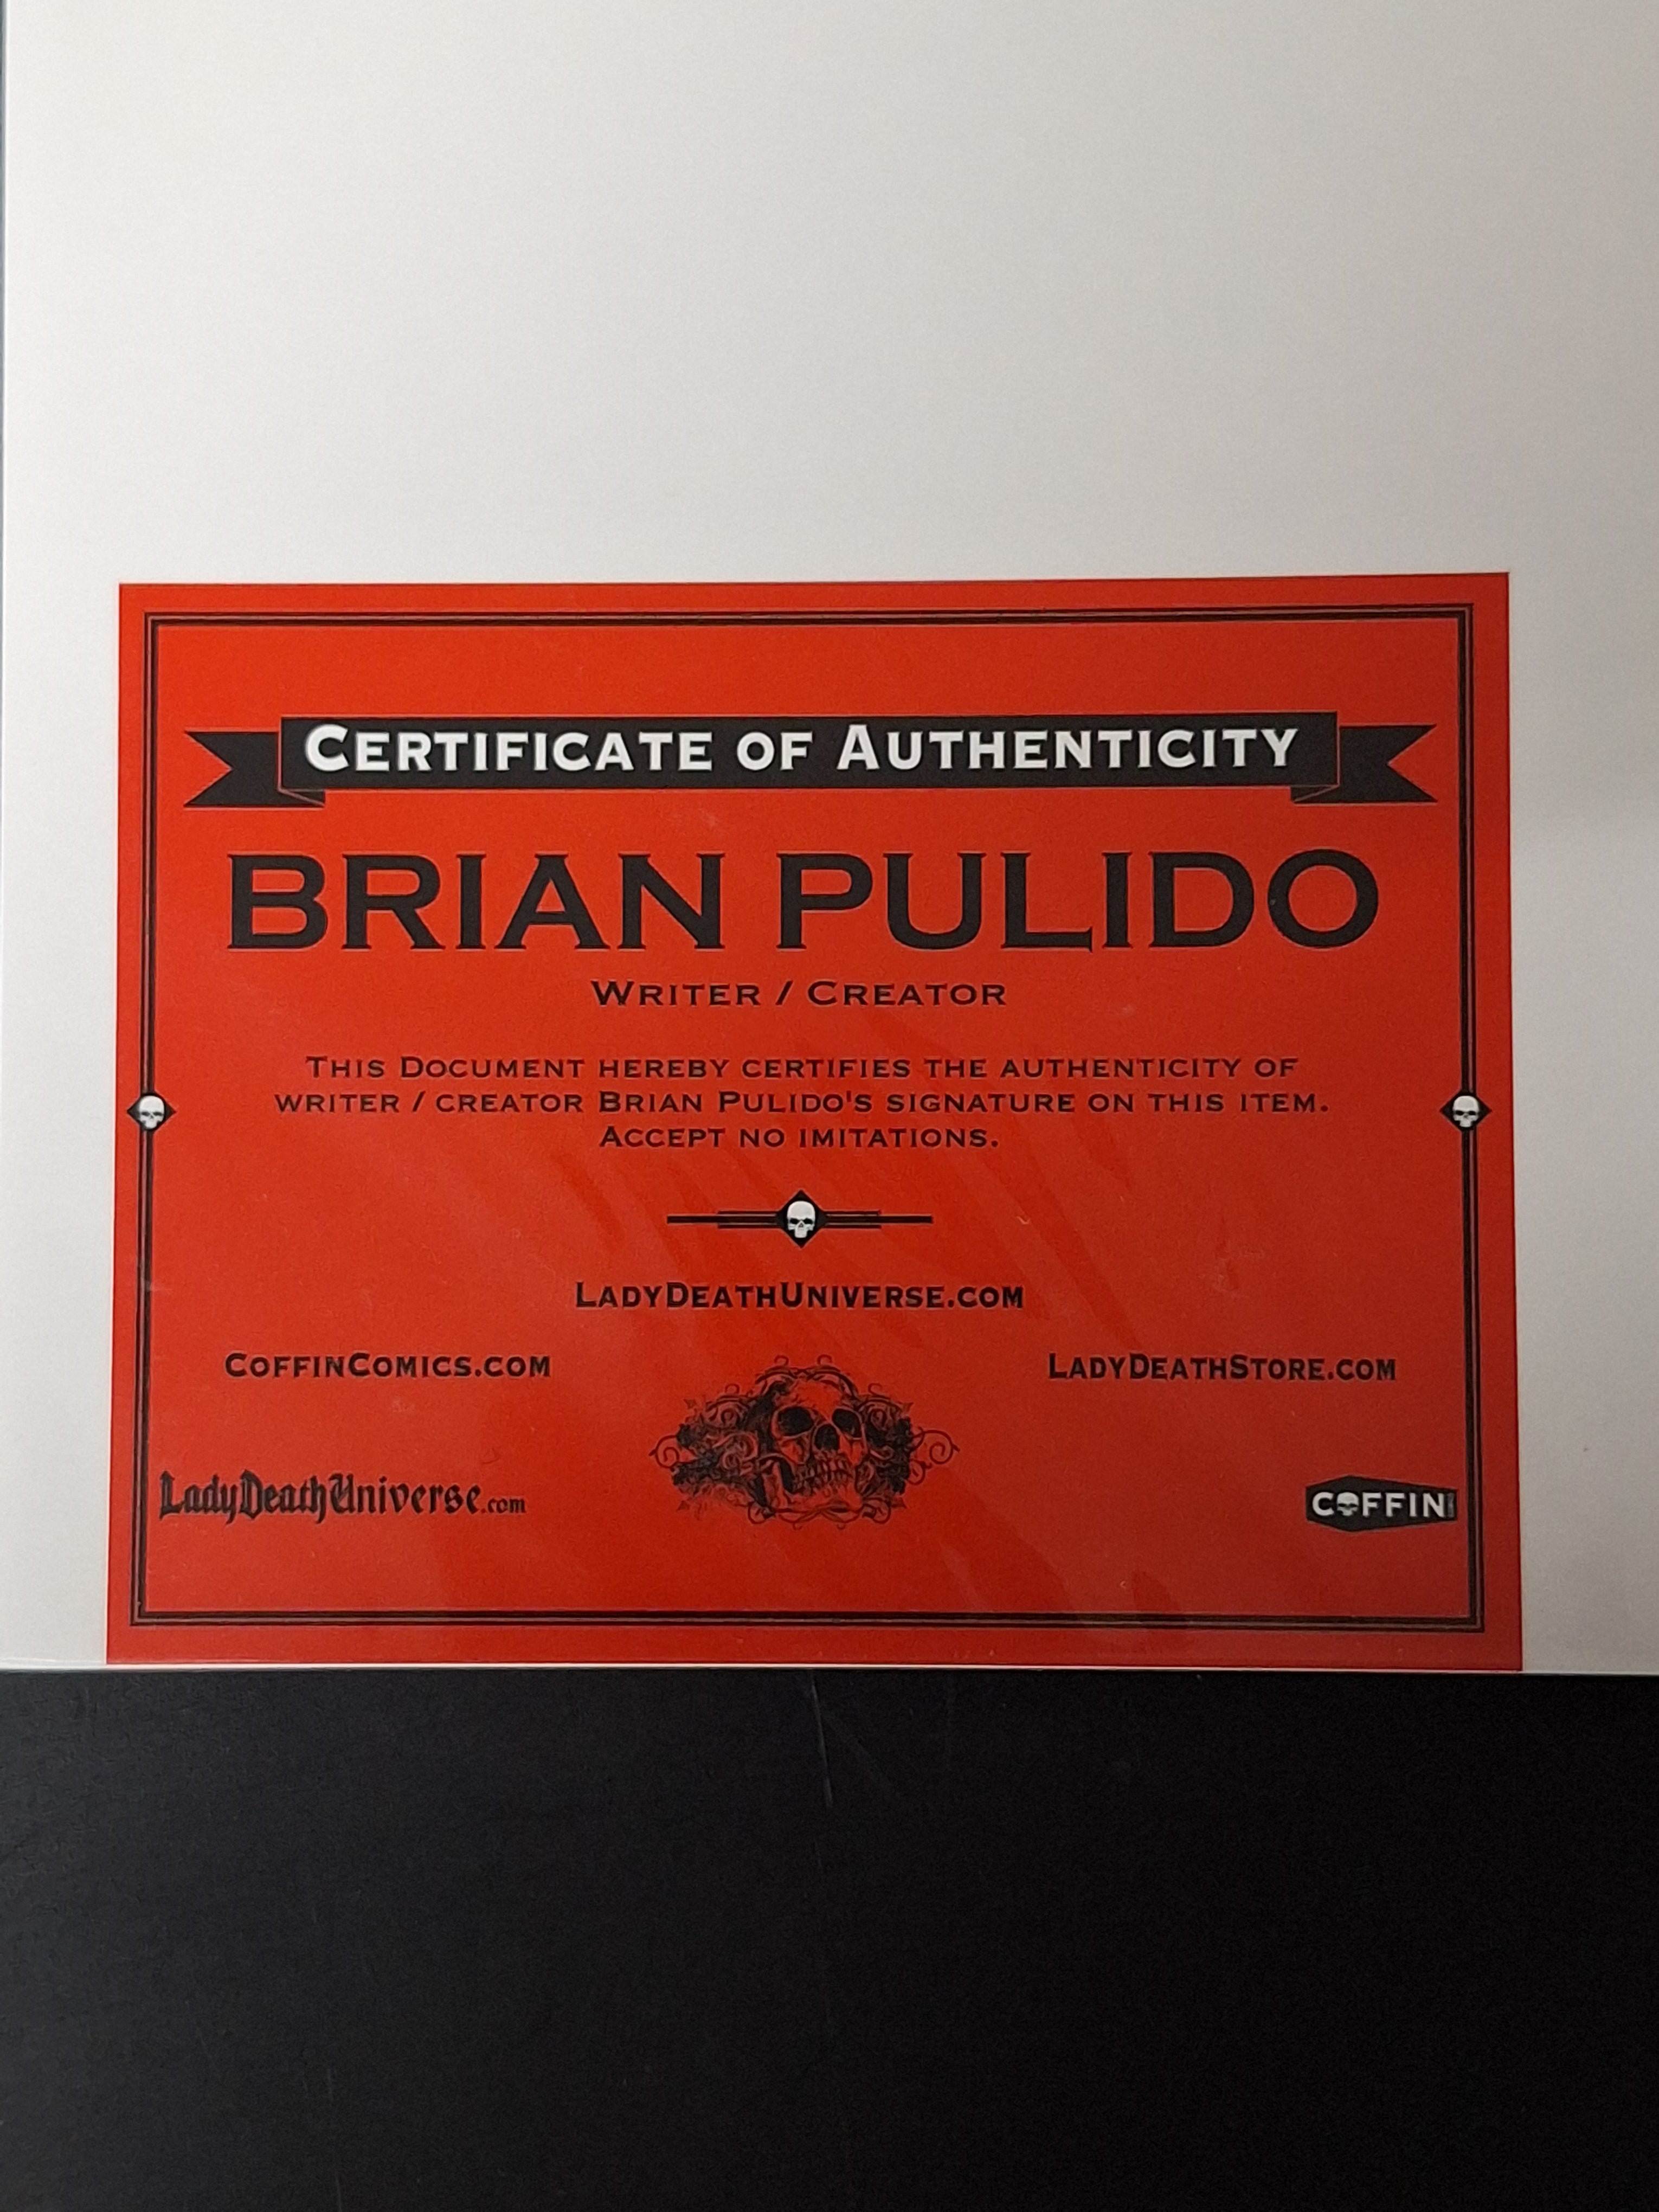 CERTIFICATE OF AUTHENTICITY
BRIAN PULIDO
WRITER / CREATOR
THIS DOCUMENT HEREBY CERTIFIES THE AUTHENTICITY OF
WRITER / CREATOR BRIAN PULIDO'S SIGNATURE ON THIS ITEM.
ACCEPT NO IMITATIONS.
LADYDEATHUNIVERSE.COM
COFFINCOMICS.COM
LADYDEATHSTORE.COM
LadyDeathUniverse.com
COFFIN